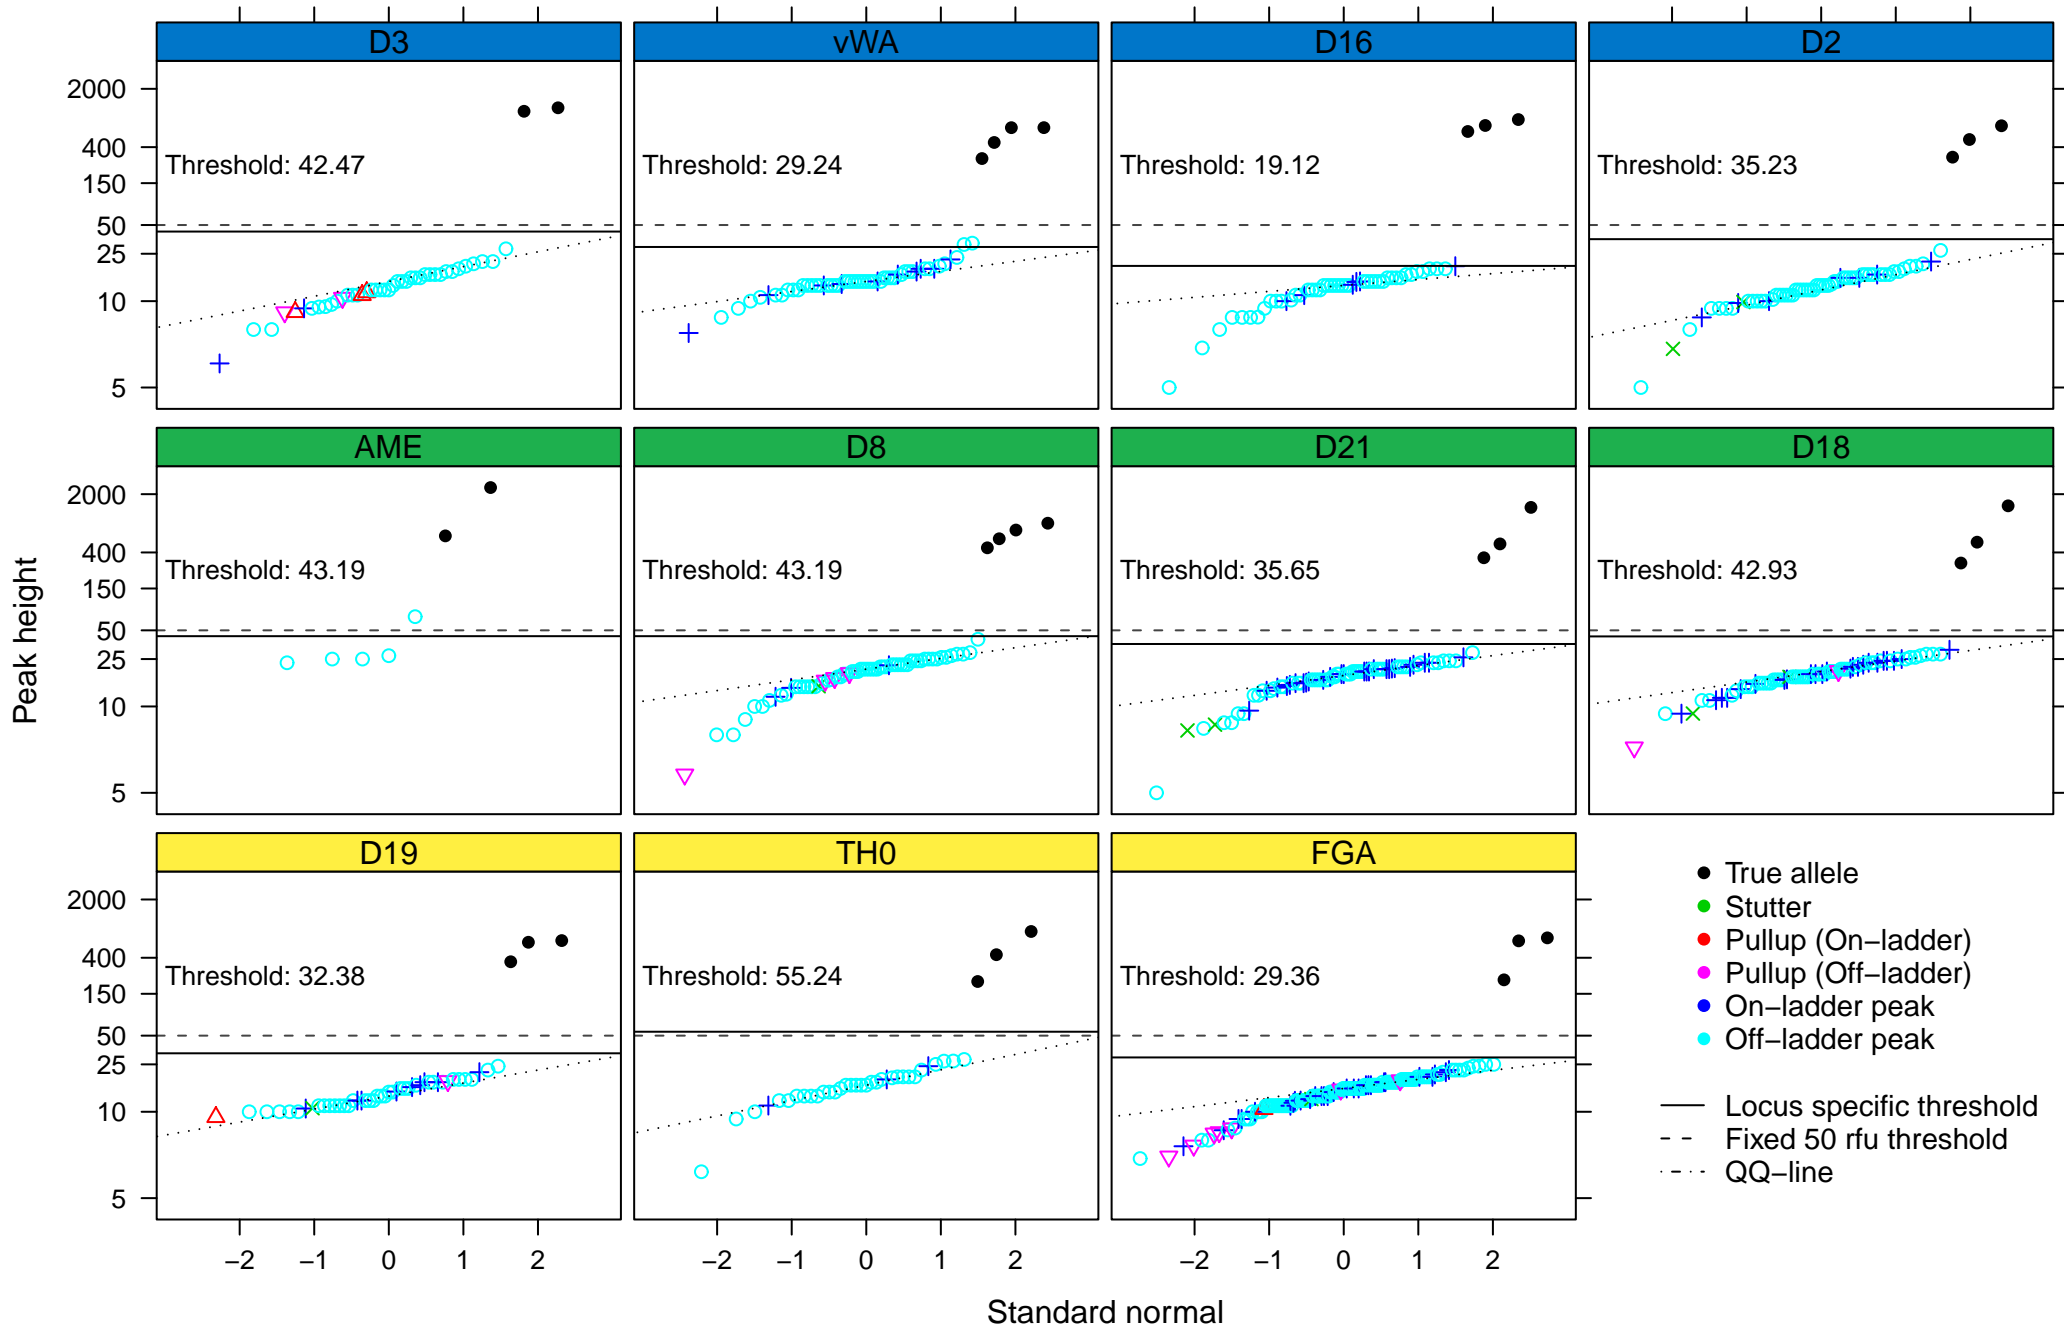 D3
vWA
D16
D2
2000
400
150
50
25
10
5
Threshold: 42.47
Threshold: 29.24
Threshold: 19.12
Threshold: 35.23
AME
D8
D21
D18
2000
400
150
50
25
10
5
Threshold: 43.19
Threshold: 43.19
Threshold: 35.65
Threshold: 42.93
Peak height
D19
TH0
FGA
2000
400
150
50
25
10
5
Threshold: 32.38
Threshold: 55.24
Threshold: 29.36
True allele
Stutter
Pullup (On−ladder)
Pullup (Off−ladder)
On−ladder peak
Off−ladder peak
Locus specific threshold
Fixed 50 rfu threshold
QQ−line
−2 −1 0 1 2
−2 −1 0 1 2
−2 −1 0 1 2
Standard normal